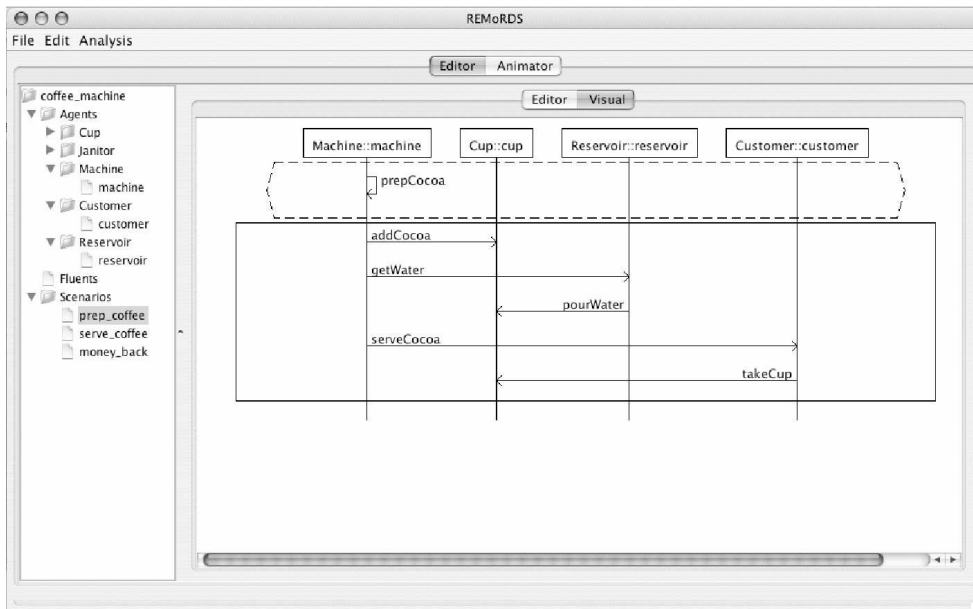 REMoRDS
File Edit Analysis
Editor Animator
coffee_machine
Agents
Cup
Janitor
Machine
machine
Customer
customer
Reservoir
reservoir
Fluents
Scenarios
prep_coffee
serve_coffee
money_back
Editor Visual
Machine::machine Cup::cup Reservoir::reservoir Customer::customer
prepCocoa
addCocoa
getWater
pourWater
serveCocoa
takeCup